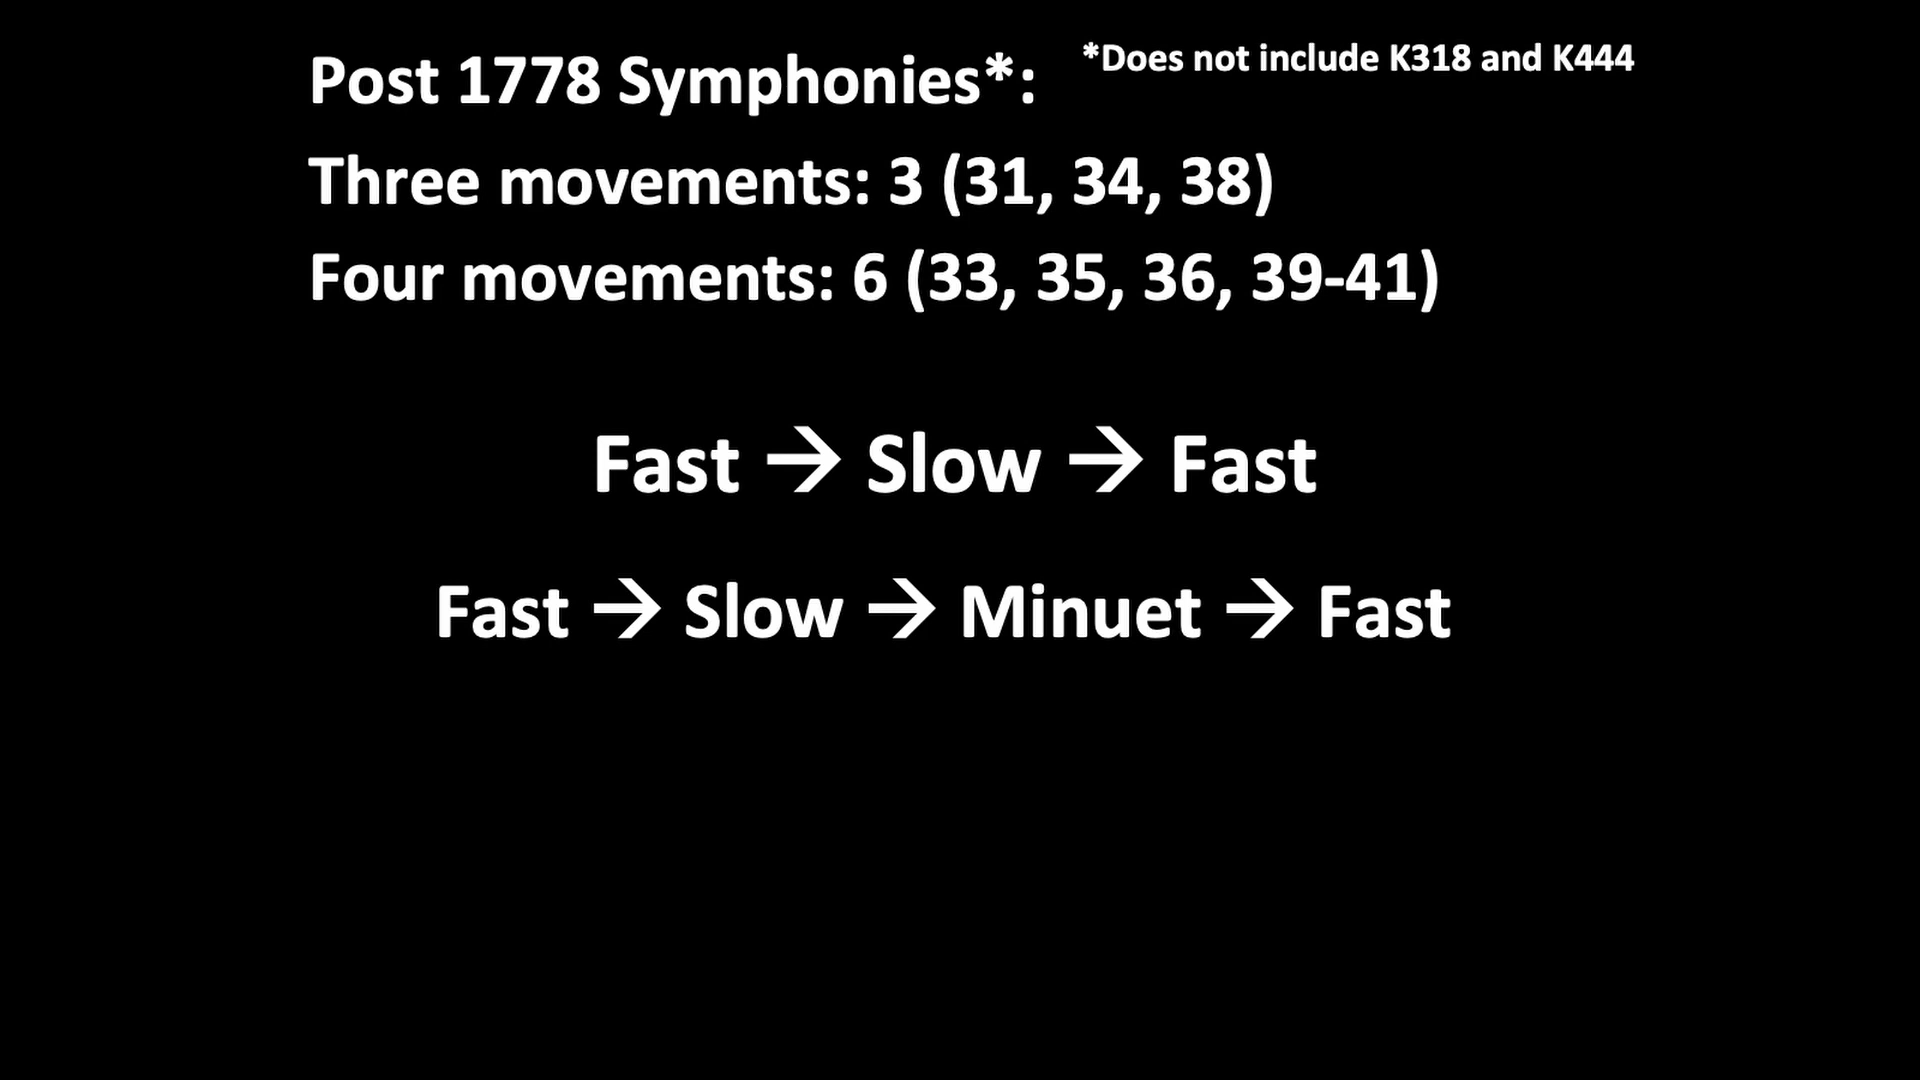 Post 1778 Symphonies*:
*Does not include K318 and K444
Three movements: 3 (31, 34, 38)
Four movements: 6 (33, 35, 36, 39-41)
Fast → Slow → Fast
Fast → Slow → Minuet → Fast